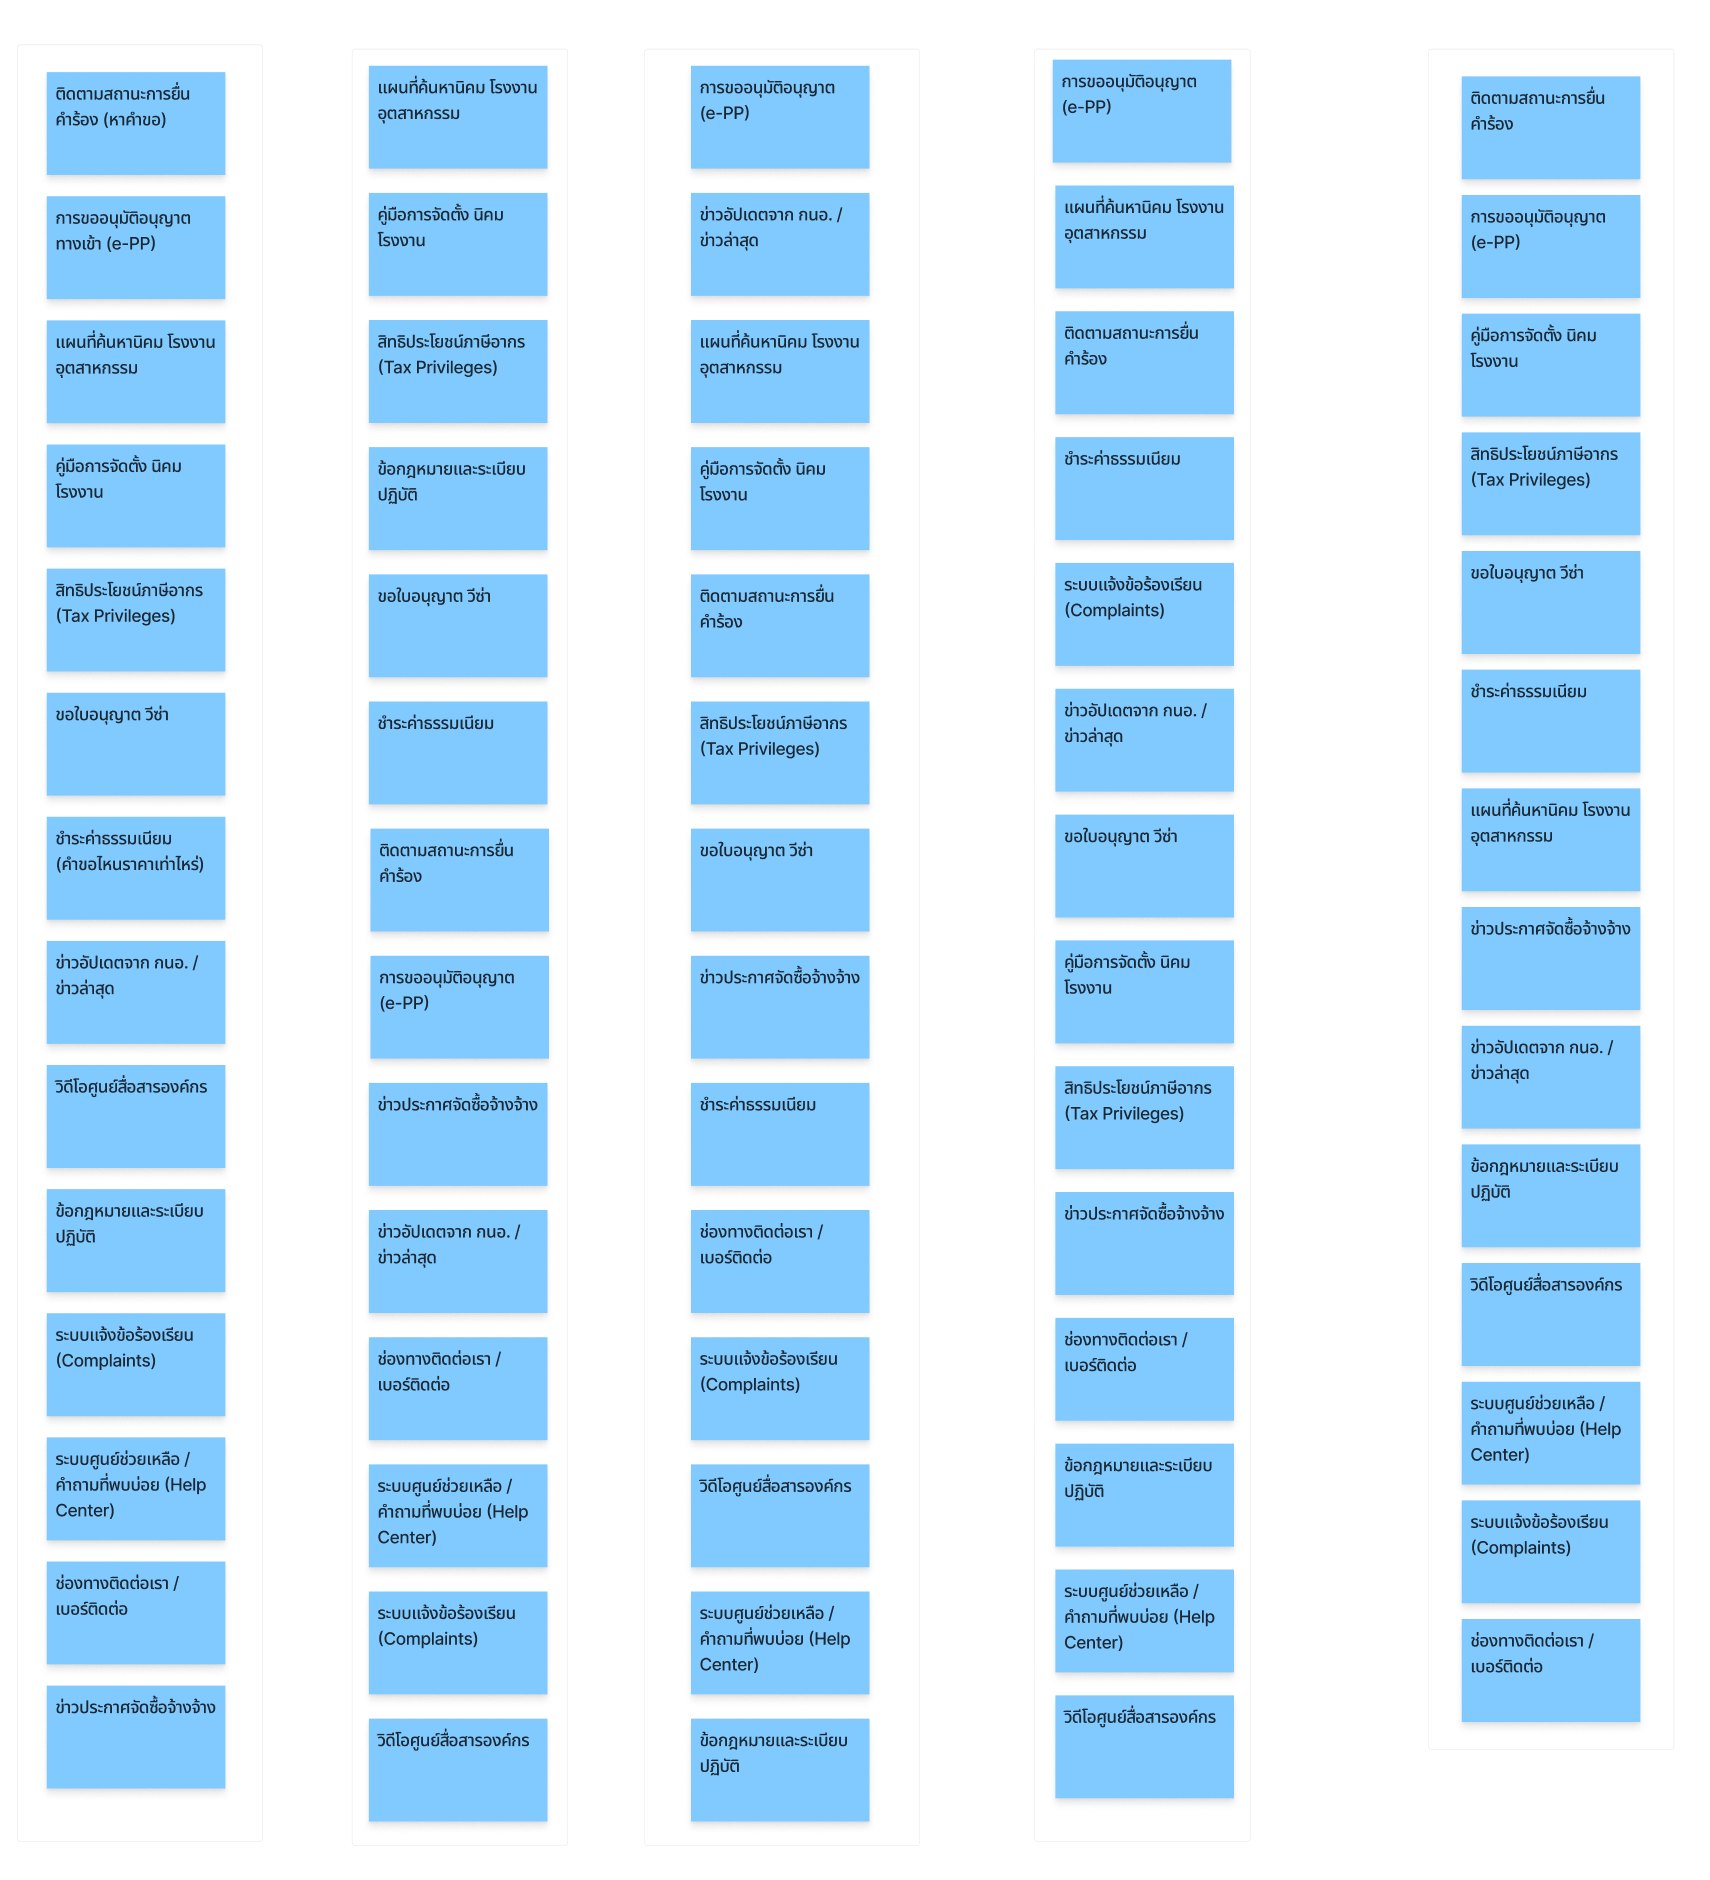 ติดตามสถานะการยื่น
คำร้อง (หาคำขอ)
การขออนุมัติอนุญาต
ทางเข้า (e-PP)
แผนที่ค้นหานิคม โรงงาน
อุตสาหกรรม
คู่มือการจัดตั้ง นิคม
โรงงาน
สิทธิประโยชน์ภาษีอากร
(Tax Privileges)
ขอใบอนุญาต วีซ่า
ชำระค่าธรรมเนียม
(คำขอไหนราคาเท่าไหร่)
ข่าวอัปเดตจาก กนอ. /
ข่าวล่าสุด
วิดีโอศูนย์สื่อสารองค์กร
ข้อกฎหมายและระเบียบ
ปฏิบัติ
ระบบแจ้งข้อร้องเรียน
(Complaints)
ระบบศูนย์ช่วยเหลือ /
คำถามที่พบบ่อย (Help
Center)
ช่องทางติดต่อเรา /
เบอร์ติดต่อ
ข่าวประกาศจัดซื้อจ้างจ้าง
แผนที่ค้นหานิคม โรงงาน
อุตสาหกรรม
คู่มือการจัดตั้ง นิคม
โรงงาน
สิทธิประโยชน์ภาษีอากร
(Tax Privileges)
ข้อกฎหมายและระเบียบ
ปฏิบัติ
ขอใบอนุญาต วีซ่า
ชำระค่าธรรมเนียม
ติดตามสถานะการยื่น
คำร้อง
การขออนุมัติอนุญาต
(e-PP)
ข่าวประกาศจัดซื้อจ้างจ้าง
ข่าวอัปเดตจาก กนอ. /
ข่าวล่าสุด
ช่องทางติดต่อเรา /
เบอร์ติดต่อ
ระบบศูนย์ช่วยเหลือ /
คำถามที่พบบ่อย (Help
Center)
ระบบแจ้งข้อร้องเรียน
(Complaints)
วิดีโอศูนย์สื่อสารองค์กร
การขออนุมัติอนุญาต
(e-PP)
ข่าวอัปเดตจาก กนอ. /
ข่าวล่าสุด
แผนที่ค้นหานิคม โรงงาน
อุตสาหกรรม
คู่มือการจัดตั้ง นิคม
โรงงาน
ติดตามสถานะการยื่น
คำร้อง
สิทธิประโยชน์ภาษีอากร
(Tax Privileges)
ขอใบอนุญาต วีซ่า
ข่าวประกาศจัดซื้อจ้างจ้าง
ชำระค่าธรรมเนียม
ช่องทางติดต่อเรา /
เบอร์ติดต่อ
ระบบแจ้งข้อร้องเรียน
(Complaints)
วิดีโอศูนย์สื่อสารองค์กร
ระบบศูนย์ช่วยเหลือ /
คำถามที่พบบ่อย (Help
Center)
ข้อกฎหมายและระเบียบ
ปฏิบัติ
การขออนุมัติอนุญาต
(e-PP)
แผนที่ค้นหานิคม โรงงาน
อุตสาหกรรม
ติดตามสถานะการยื่น
คำร้อง
ชำระค่าธรรมเนียม
ระบบแจ้งข้อร้องเรียน
(Complaints)
ข่าวอัปเดตจาก กนอ. /
ข่าวล่าสุด
ขอใบอนุญาต วีซ่า
คู่มือการจัดตั้ง นิคม
โรงงาน
สิทธิประโยชน์ภาษีอากร
(Tax Privileges)
ข่าวประกาศจัดซื้อจ้างจ้าง
ช่องทางติดต่อเรา /
เบอร์ติดต่อ
ข้อกฎหมายและระเบียบ
ปฏิบัติ
ระบบศูนย์ช่วยเหลือ /
คำถามที่พบบ่อย (Help
Center)
วิดีโอศูนย์สื่อสารองค์กร
ติดตามสถานะการยื่น
คำร้อง
การขออนุมัติอนุญาต
(e-PP)
คู่มือการจัดตั้ง นิคม
โรงงาน
สิทธิประโยชน์ภาษีอากร
(Tax Privileges)
ขอใบอนุญาต วีซ่า
ชำระค่าธรรมเนียม
แผนที่ค้นหานิคม โรงงาน
อุตสาหกรรม
ข่าวประกาศจัดซื้อจ้างจ้าง
ข่าวอัปเดตจาก กนอ. /
ข่าวล่าสุด
ข้อกฎหมายและระเบียบ
ปฏิบัติ
วิดีโอศูนย์สื่อสารองค์กร
ระบบศูนย์ช่วยเหลือ /
คำถามที่พบบ่อย (Help
Center)
ระบบแจ้งข้อร้องเรียน
(Complaints)
ช่องทางติดต่อเรา /
เบอร์ติดต่อ